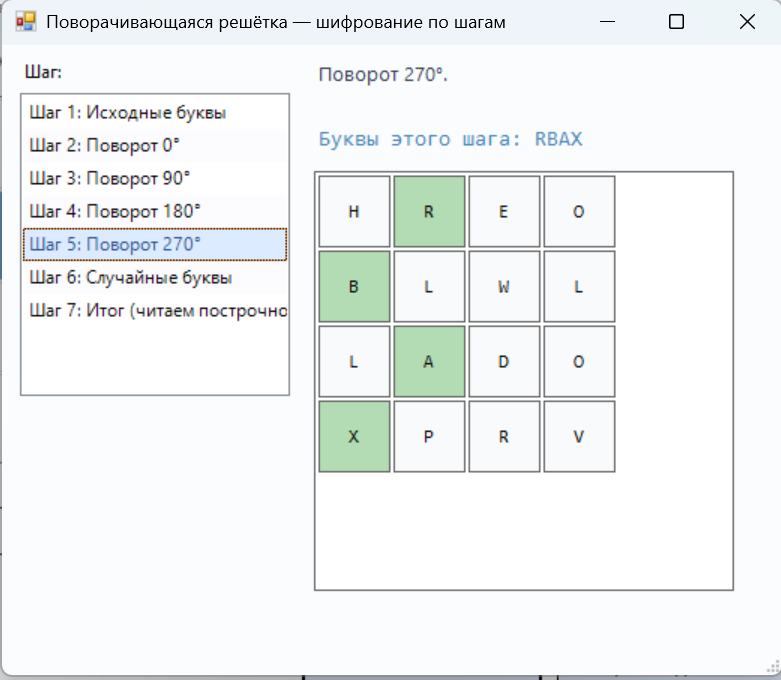 Поворачивающаяся решётка — шифрование по шагам
Шаг:
Шаг 1: Исходные буквы
Шаг 2: Поворот 0°
Шаг 3: Поворот 90°
Шаг 4: Поворот 180°
Шаг 5: Поворот 270°
Шаг 6: Случайные буквы
Шаг 7: Итог (читаем построчно
Поворот 270°.
Буквы этого шага: RBAX
H R E O
B L W L
L A D O
X P R V